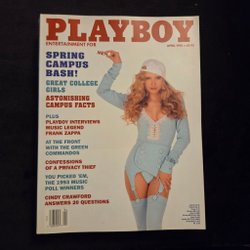 PLAYBOY
ENTERTAINMENT FOR
SPRING
CAMPUS
BASH!
GREAT COLLEGE
GIRLS
ASTONISHING
CAMPUS FACTS
PLUS
PLAYBOY INTERVIEWS
MUSIC LEGEND
FRANK ZAPPA
AT THE FRONT
WITH THE GREEN
COMMANDOS
CONFESSIONS
OF A PRIVACY THIEF
YOU PICKED 'EM,
THE 1993 MUSIC
POLL WINNERS
CINDY CRAWFORD
ANSWERS 20 QUESTIONS